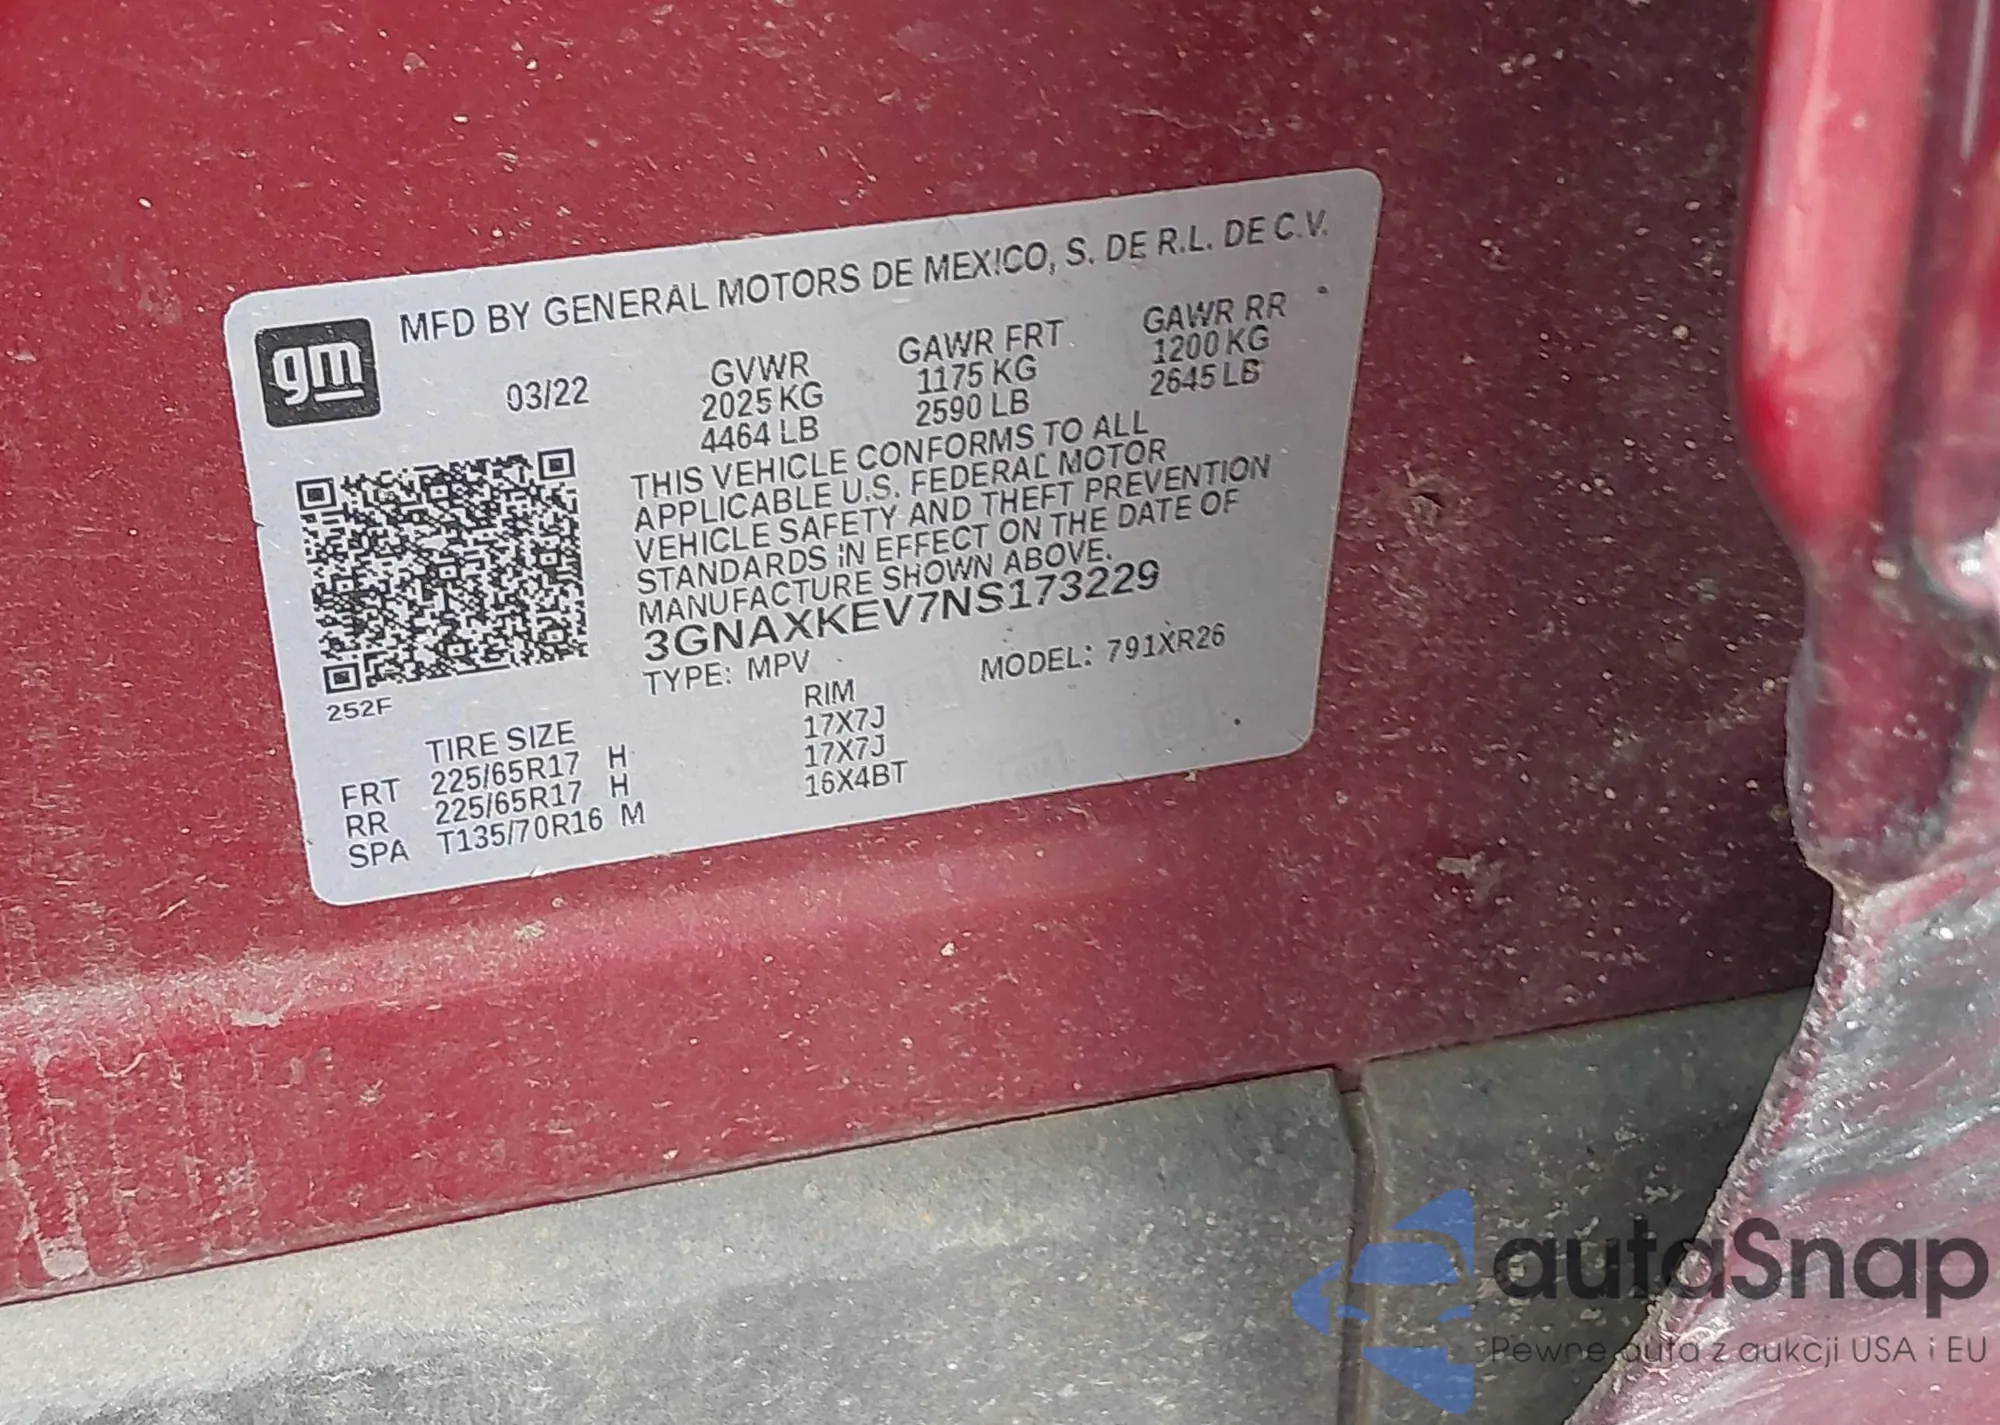 MFD BY GENERAL MOTORS DE MEXICO, S. DE R.L. DE C.V.
gm
03/22
GVWR GAWR FRT GAWR RR
2025 KG 1175 KG 1200 KG
4464 LB 2590 LB 2645 LB
THIS VEHICLE CONFORMS TO ALL
APPLICABLE U.S. FEDERAL MOTOR
VEHICLE SAFETY AND THEFT PREVENTION
STANDARDS IN EFFECT ON THE DATE OF
MANUFACTURE SHOWN ABOVE.
3GNAXKEV7NS173229
TYPE: MPV MODEL: 791XR26
252F
TIRE SIZE RIM
FRT 225/65R17 H 17X7J
RR 225/65R17 H 17X7J
SPA T135/70R16 M 16X4BT
autaSnap
Pewne auta z aukcji USA i EU